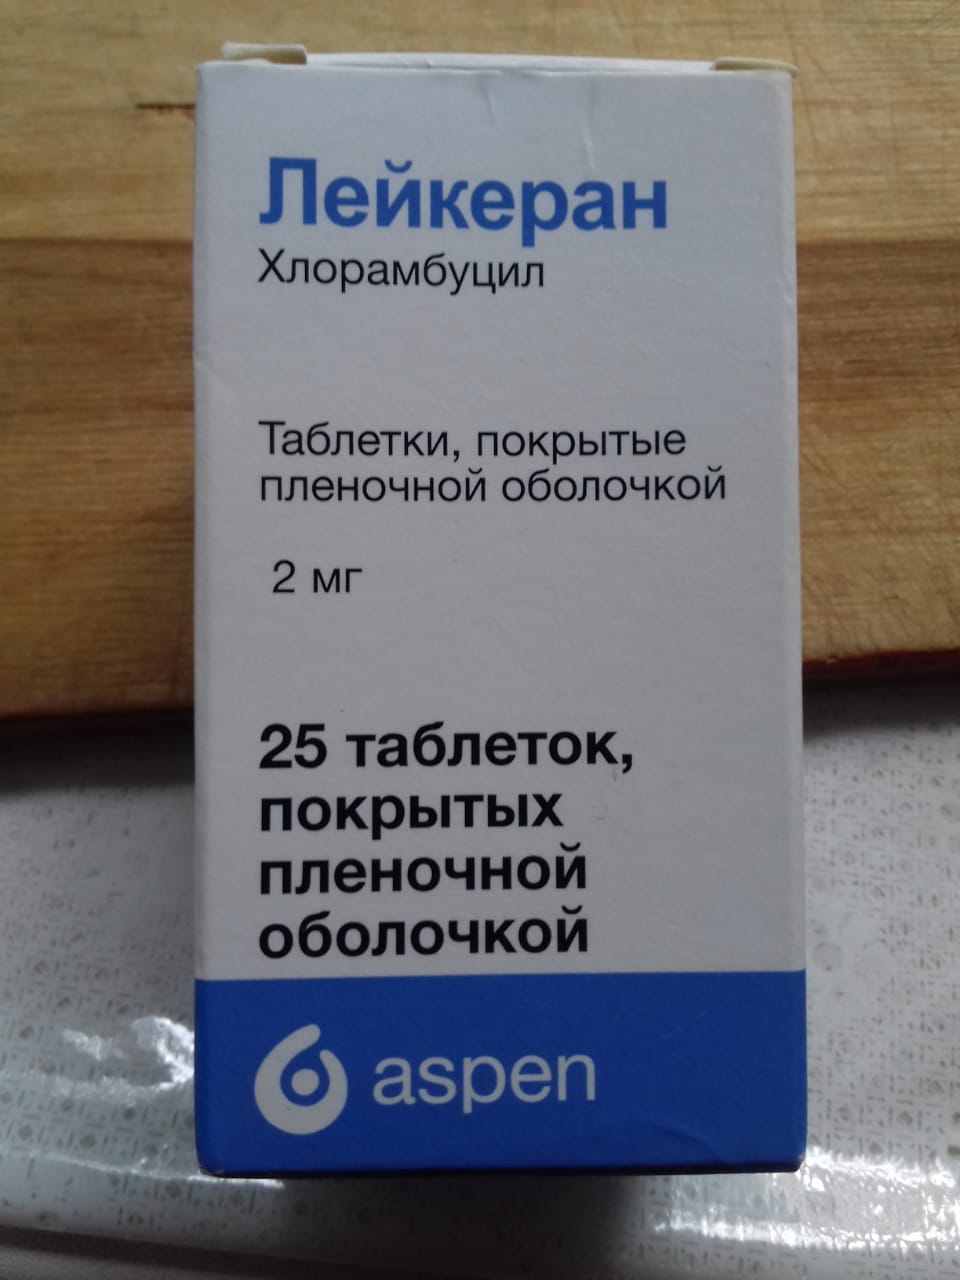 Лейкеран
Хлорамбуцил
Таблетки, покрытые
пленочной оболочкой
2 мг
25 таблеток,
покрытых
пленочной
оболочкой
aspen